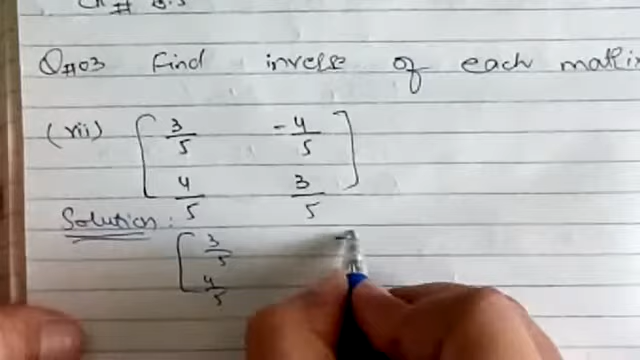 Q#03 Find inverse of each matrix
(vii) [ 3/5 -4/5
4/5 3/5 ]
Solution:
[ 3/5 -
4/5